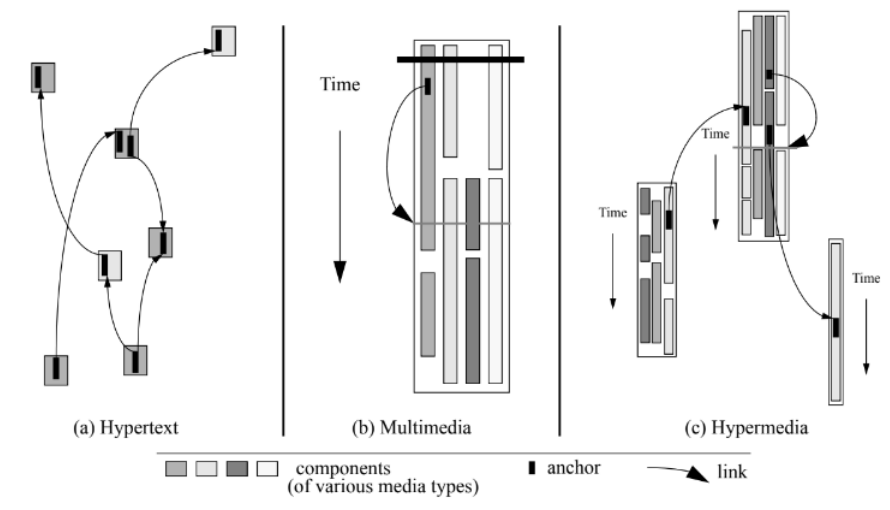 Time
Time
Time
Time
(a) Hypertext
(b) Multimedia
(c) Hypermedia
components
(of various media types)
anchor
link